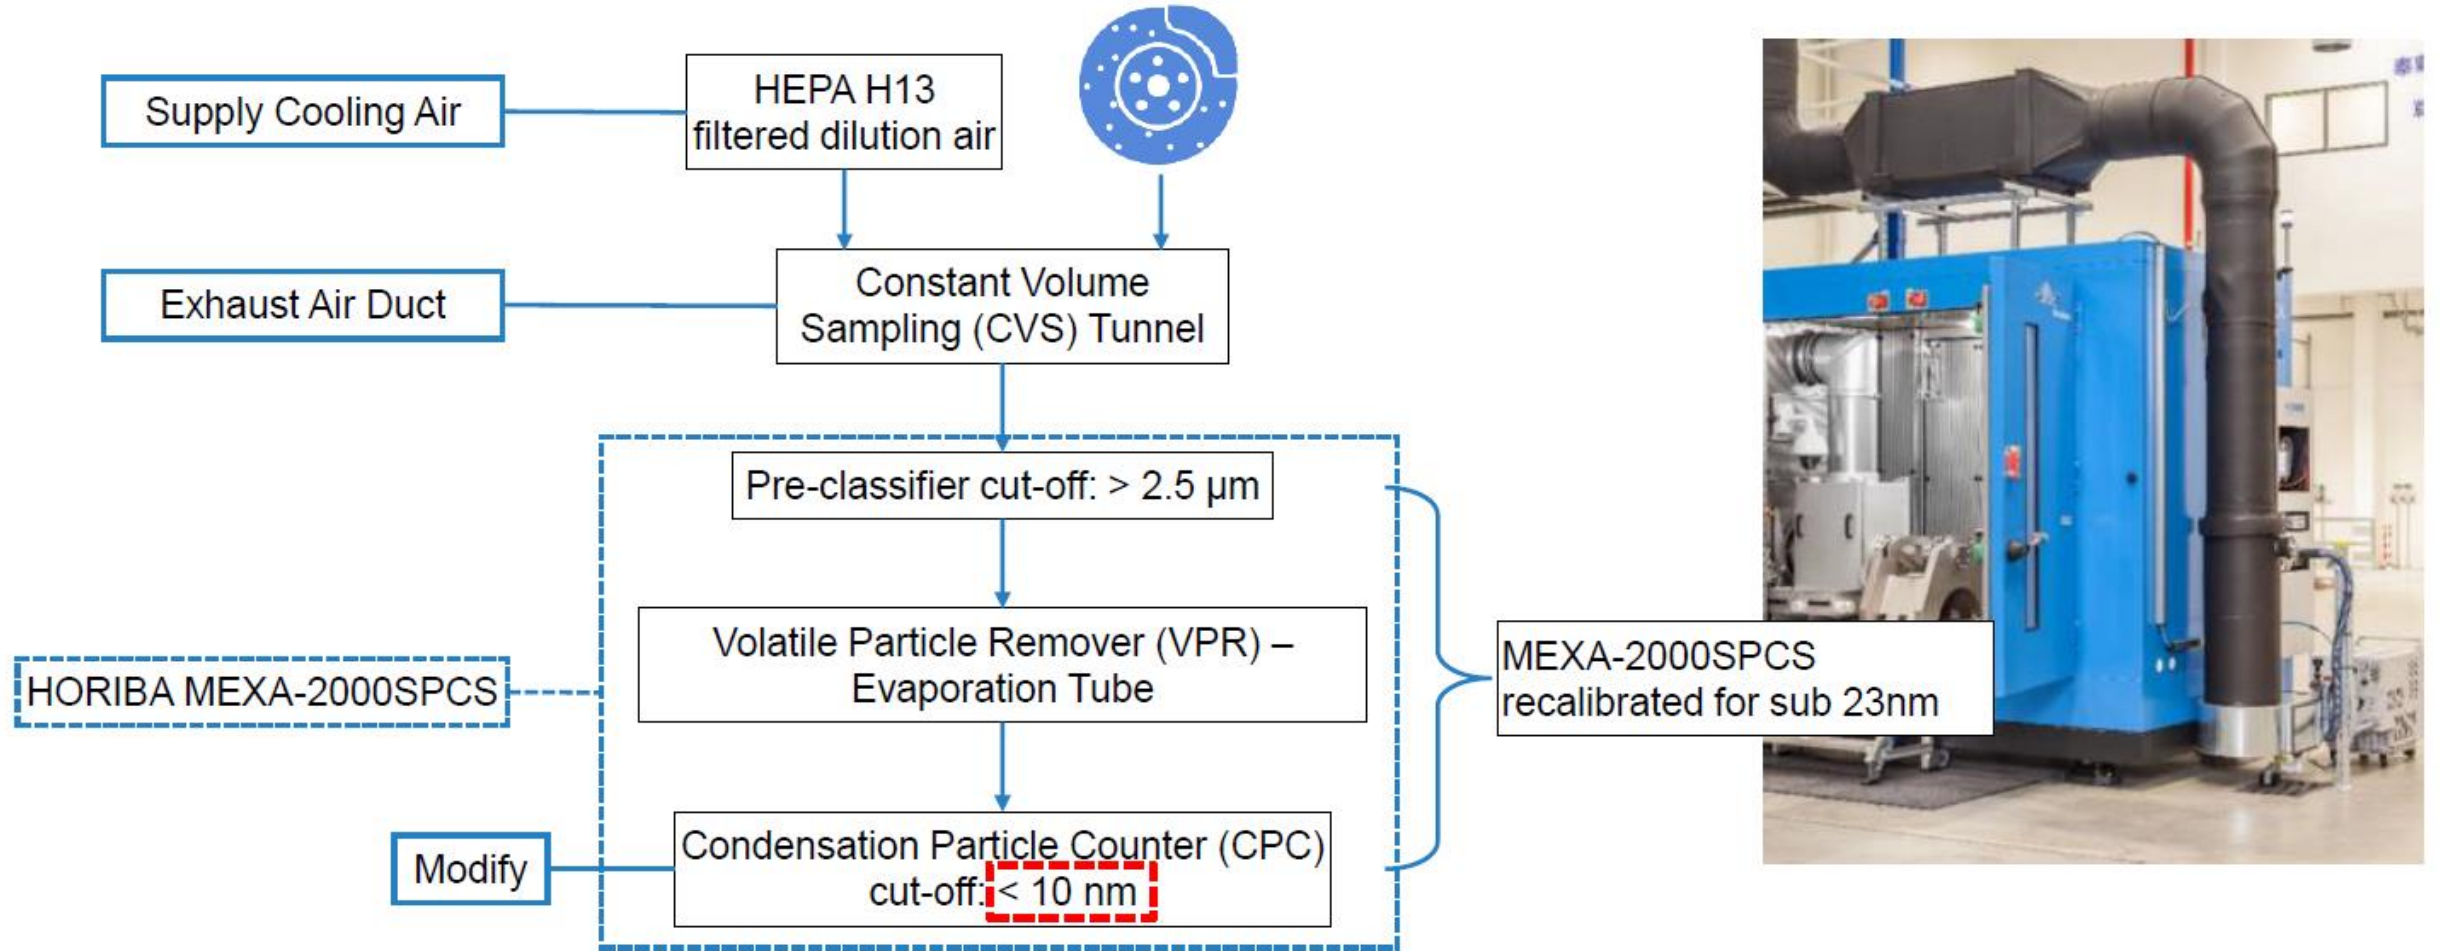 Supply Cooling Air
HEPA H13
filtered dilution air
Exhaust Air Duct
Constant Volume
Sampling (CVS) Tunnel
Pre-classifier cut-off: > 2.5 µm
Volatile Particle Remover (VPR) –
Evaporation Tube
HORIBA MEXA-2000SPCS
MEXA-2000SPCS
recalibrated for sub 23nm
Modify
Condensation Particle Counter (CPC)
cut-off: < 10 nm